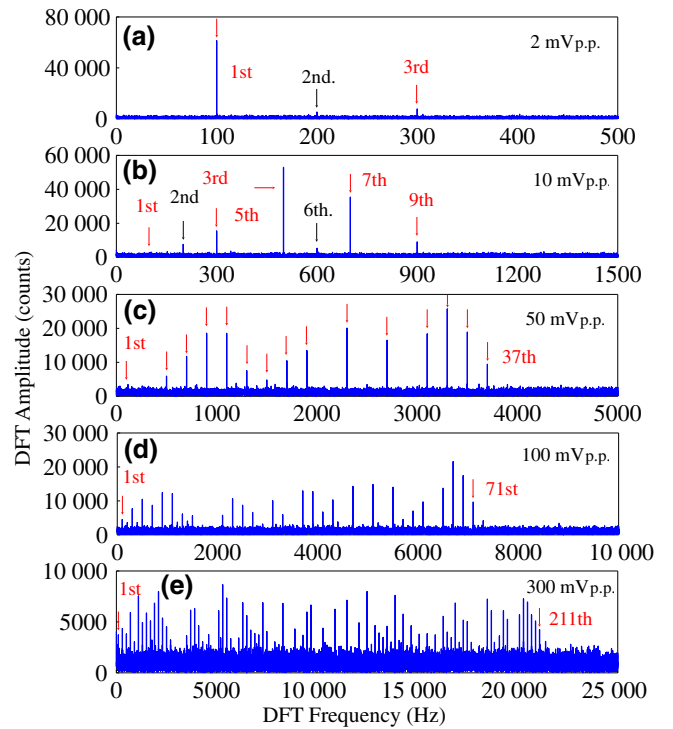 80 000
(a)
2 mVp.p.
40 000
1st
2nd.
3rd
0
0 100 200 300 400 500
60 000
(b)
10 mVp.p.
40 000
3rd
7th
2nd
1st
5th
6th.
9th
20 000
0
0 300 600 900 1200 1500
30 000
(c)
50 mVp.p.
20 000
1st
37th
10 000
0
0 1000 2000 3000 4000 5000
30 000
(d)
100 mVp.p.
20 000
1st
71st
10 000
0
0 2000 4000 6000 8000 10 000
10 000
(e)
300 mVp.p.
1st
211th
5000
0
0 5000 10 000 15 000 20 000 25 000
DFT Frequency (Hz)
DFT Amplitude (counts)